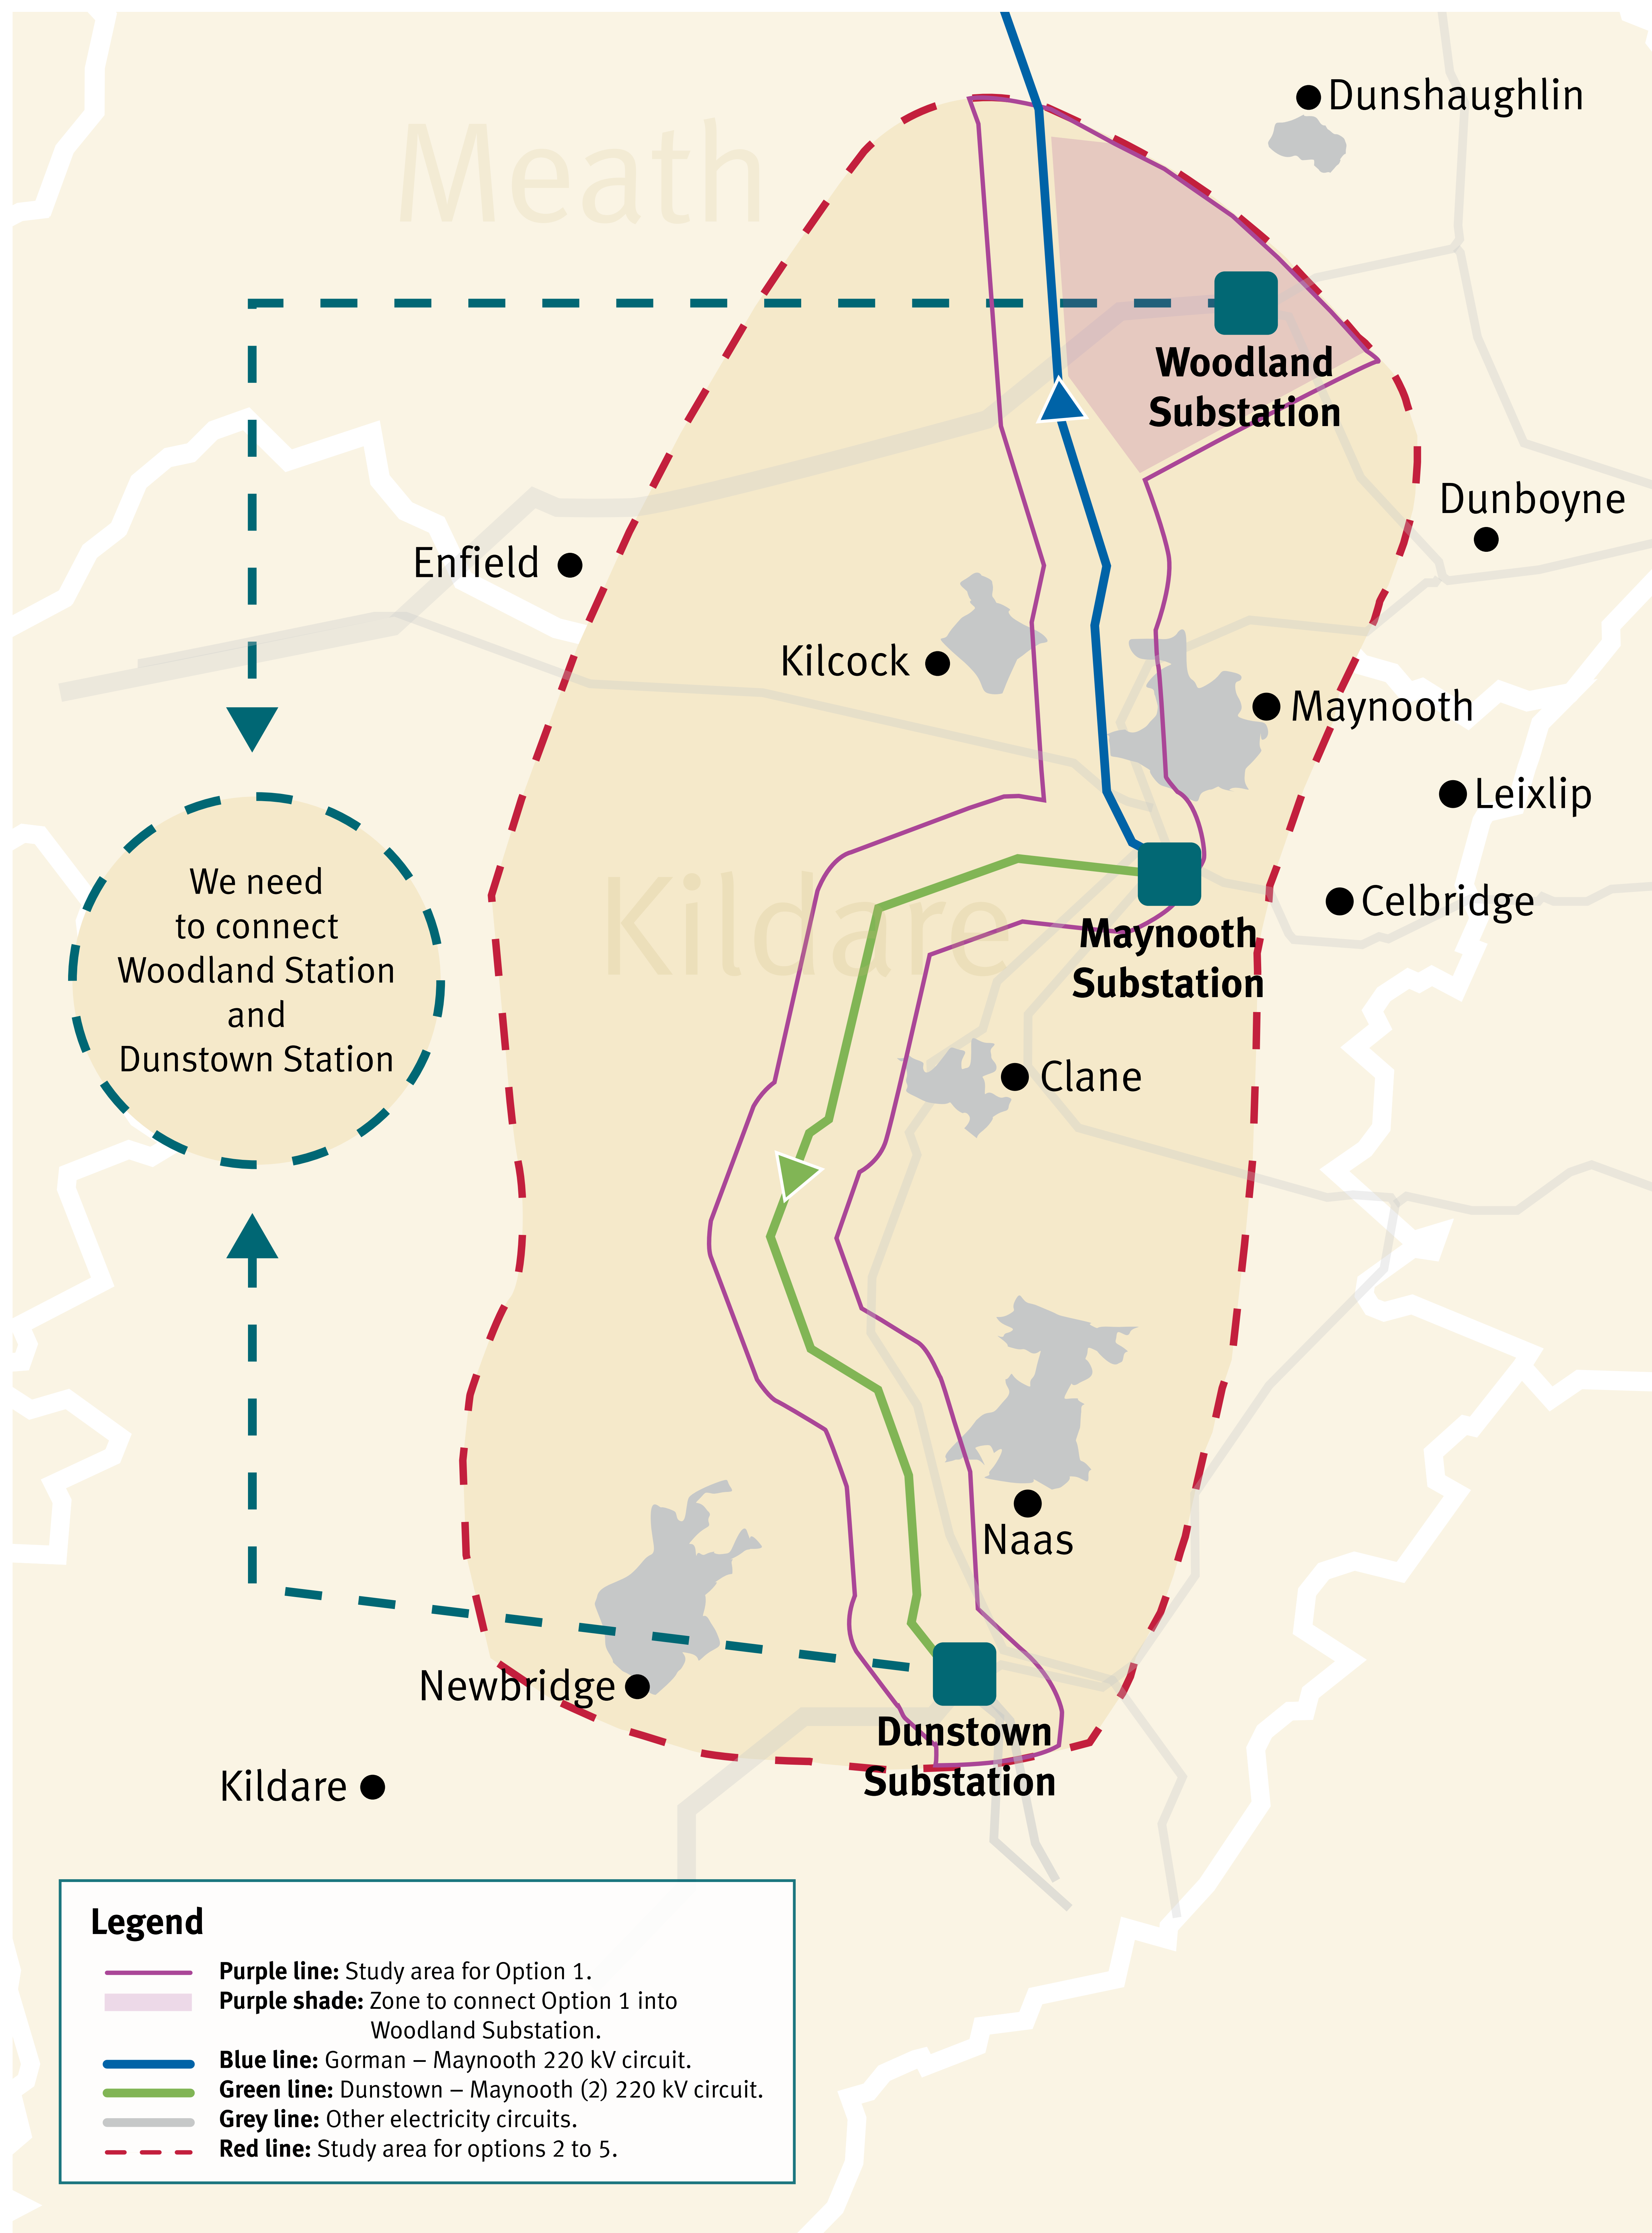 Dunshaughlin
Meath
Woodland
Substation
Dunboyne
Enfield
Kilcock
Maynooth
Leixlip
Kildare
Celbridge
Maynooth
Substation
We need
to connect
Woodland Station
and
Dunstown Station
Clane
Naas
Newbridge
Dunstown
Substation
Kildare
Legend
Purple line: Study area for Option 1.
Purple shade: Zone to connect Option 1 into
Woodland Substation.
Blue line: Gorman – Maynooth 220 kV circuit.
Green line: Dunstown – Maynooth (2) 220 kV circuit.
Grey line: Other electricity circuits.
Red line: Study area for options 2 to 5.